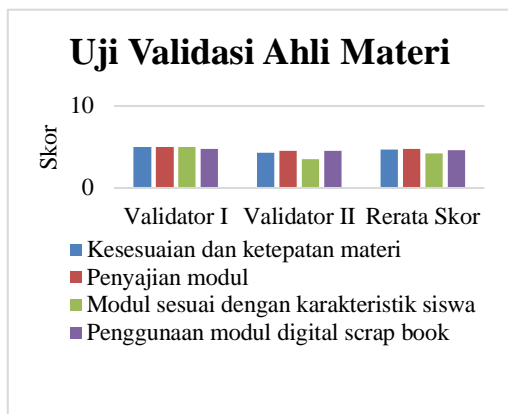 Uji Validasi Ahli Materi
10
Skor
0
Validator I Validator II Rerata Skor
Kesesuaian dan ketepatan materi
Penyajian modul
Modul sesuai dengan karakteristik siswa
Penggunaan modul digital scrap book